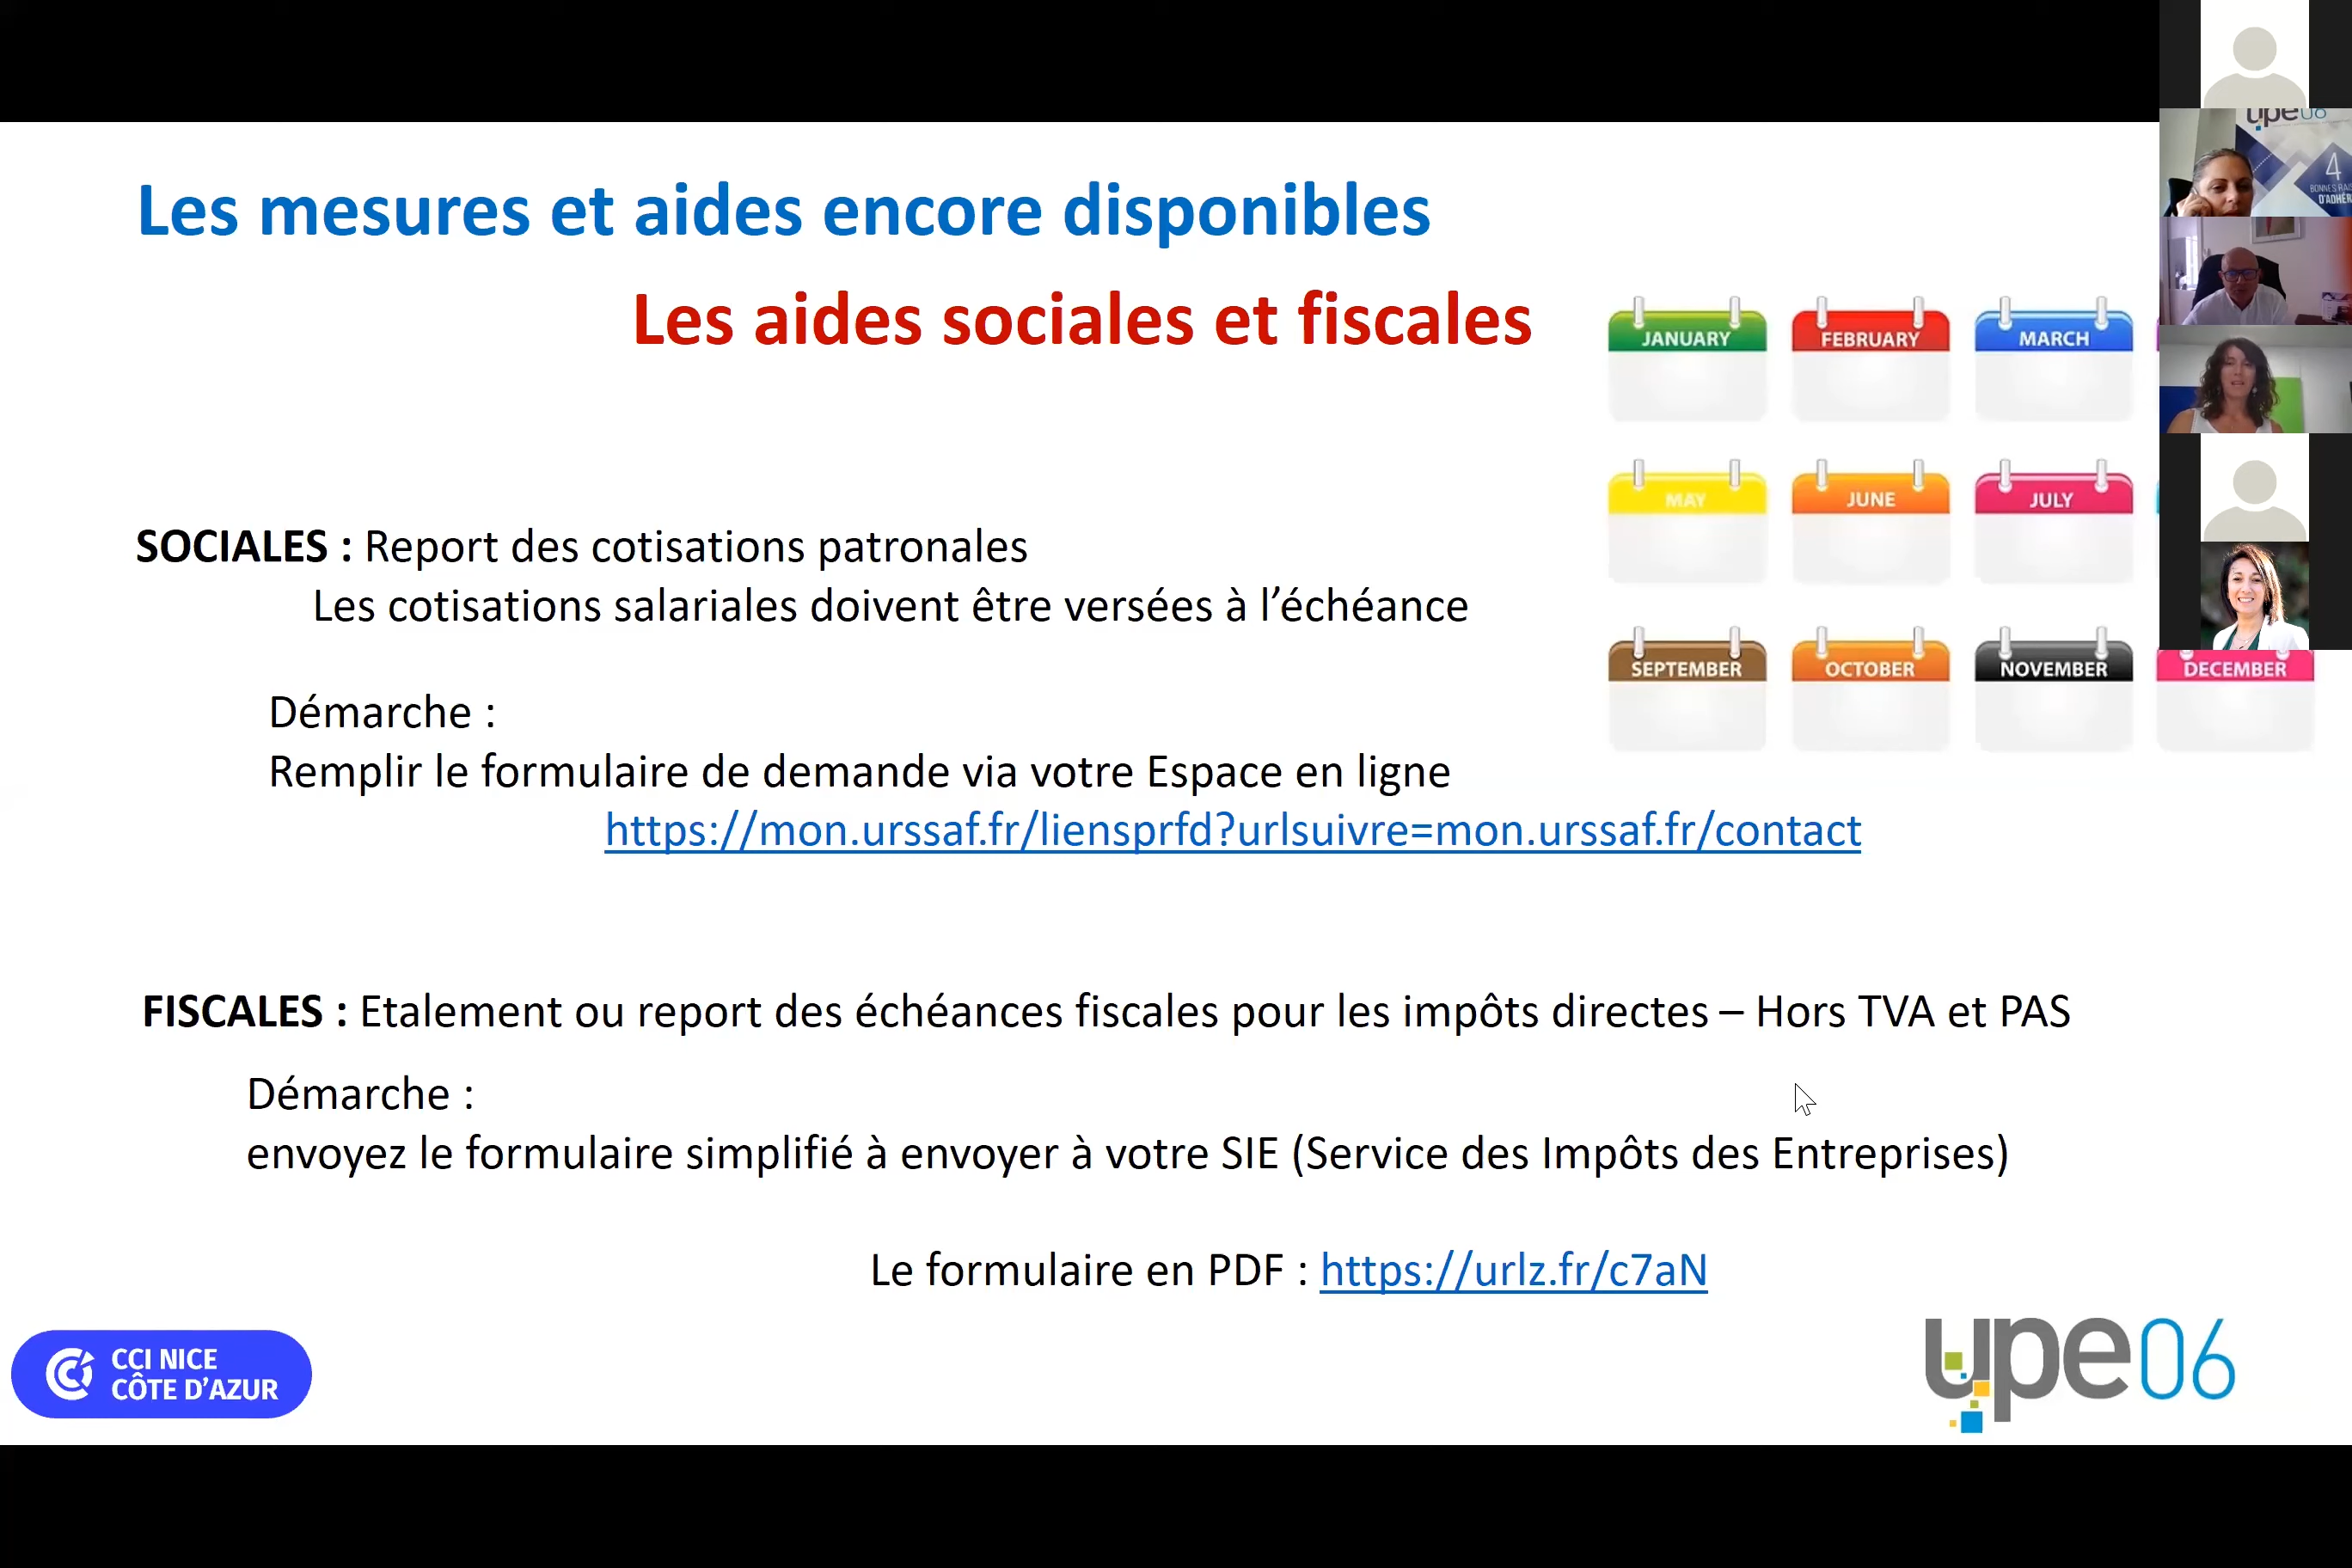 upe06
4
BONNES RAI
D'ADHÉR
Les mesures et aides encore disponibles
Les aides sociales et fiscales
JANUARY
FEBRUARY
MARCH
MAY
JUNE
JULY
SEPTEMBER
OCTOBER
NOVEMBER
DECEMBER
SOCIALES : Report des cotisations patronales
Les cotisations salariales doivent être versées à l’échéance
Démarche :
Remplir le formulaire de demande via votre Espace en ligne
https://mon.urssaf.fr/liensprfd?urlsuivre=mon.urssaf.fr/contact
FISCALES : Etalement ou report des échéances fiscales pour les impôts directes – Hors TVA et PAS
Démarche :
envoyez le formulaire simplifié à envoyer à votre SIE (Service des Impôts des Entreprises)
Le formulaire en PDF : https://urlz.fr/c7aN
CCI NICE
CÔTE D’AZUR
upe06